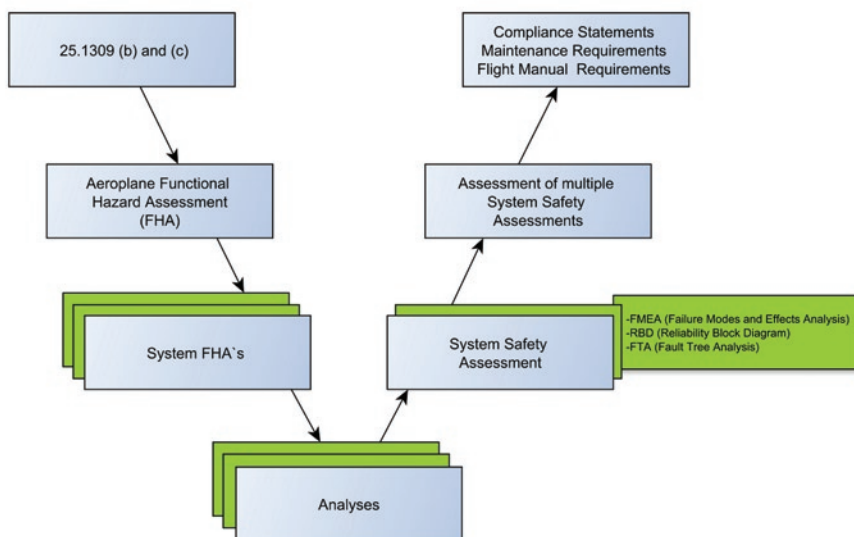 25.1309 (b) and (c)
Compliance Statements
Maintenance Requirements
Flight Manual Requirements
Aeroplane Functional
Hazard Assessment
(FHA)
Assessment of multiple
System Safety
Assessments
System FHA`s
System Safety
Assessment
-FMEA (Failure Modes and Effects Analysis)
-RBD (Reliability Block Diagram)
-FTA (Fault Tree Analysis)
Analyses